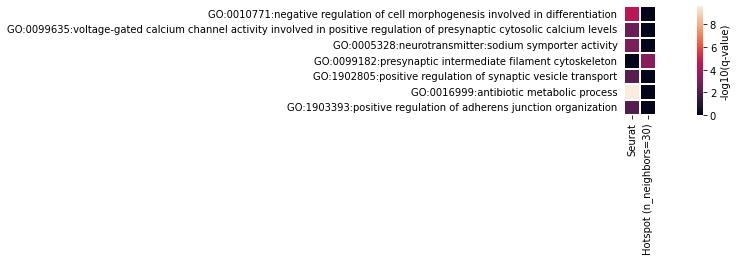 GO:0010771:negative regulation of cell morphogenesis involved in differentiation
GO:0099635:voltage-gated calcium channel activity involved in positive regulation of presynaptic cytosolic calcium levels
GO:0005328:neurotransmitter:sodium symporter activity
GO:0099182:presynaptic intermediate filament cytoskeleton
GO:1902805:positive regulation of synaptic vesicle transport
GO:0016999:antibiotic metabolic process
GO:1903393:positive regulation of adherens junction organization
Seurat
Hotspot (n_neighbors=30)
8
6
4
2
0
-log10(q-value)